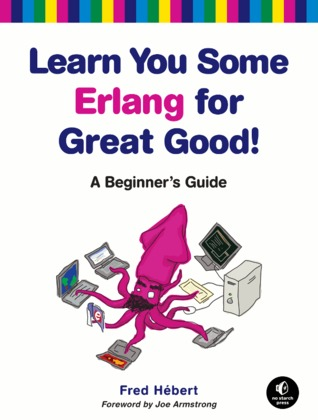 Learn You Some
Erlang for
Great Good!
A Beginner's Guide
Fred Hébert
Foreword by Joe Armstrong
no starch
press